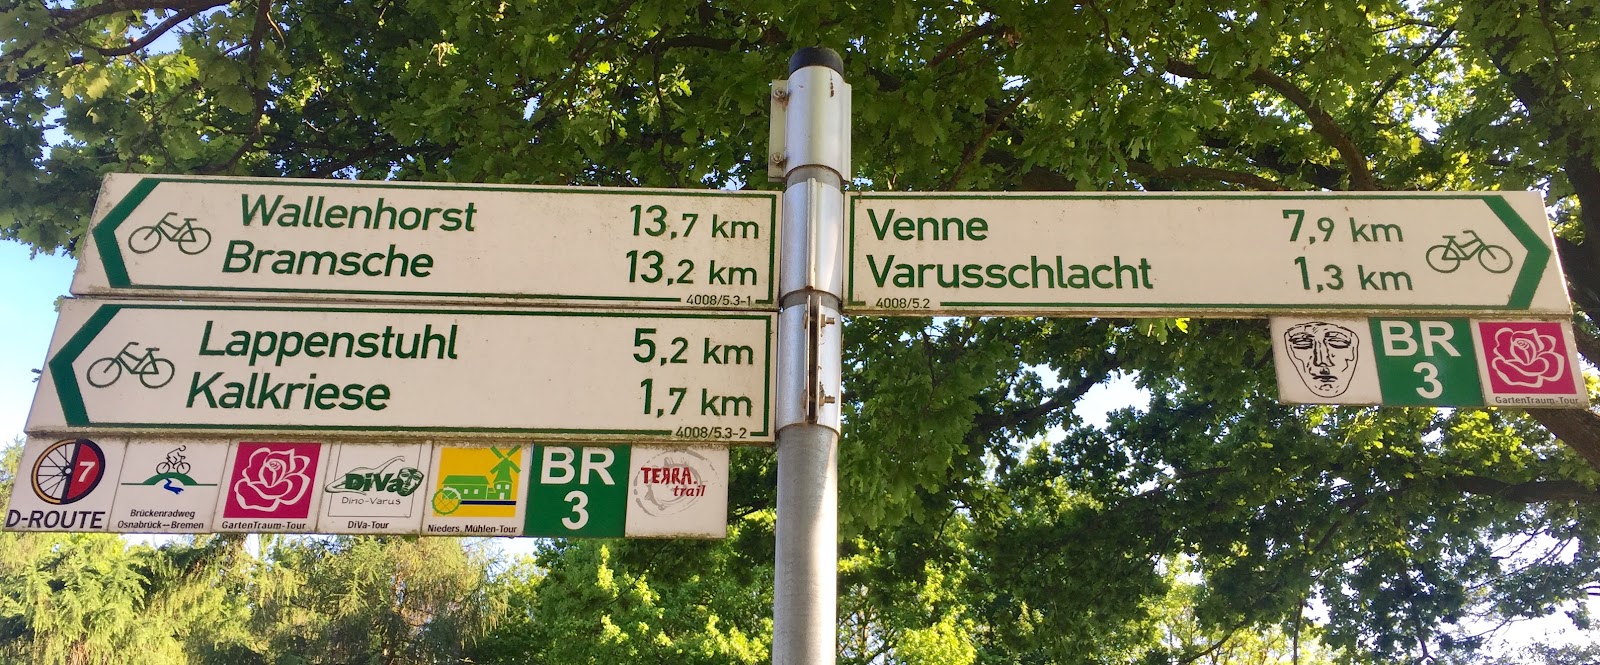 Wallenhorst 13,7 km
Bramsche 13,2 km
4008/5.3-1
Lappenstuhl 5,2 km
Kalkriese 1,7 km
4008/5.3-2
7
D-ROUTE
Brückenradweg
Osnabrück–Bremen
GartenTraum-Tour
DiVa
Dino-Varus
DiVa-Tour
Nieders. Mühlen-Tour
BR
3
TERRA.
trail
Venne 7,9 km
Varusschlacht 1,3 km
4008/5.2
BR
3
GartenTraum-Tour